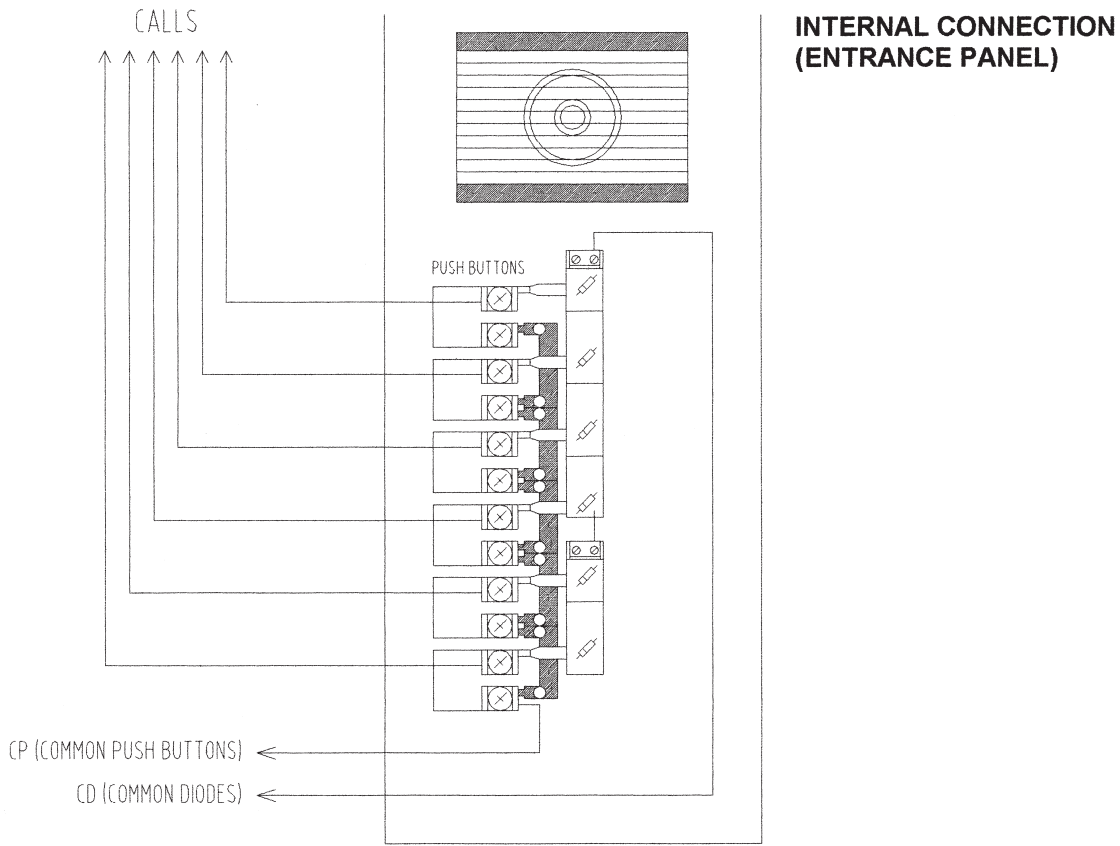 CALLS
INTERNAL CONNECTION
(ENTRANCE PANEL)
PUSH BUTTONS
CP (COMMON PUSH BUTTONS)
CD (COMMON DIODES)